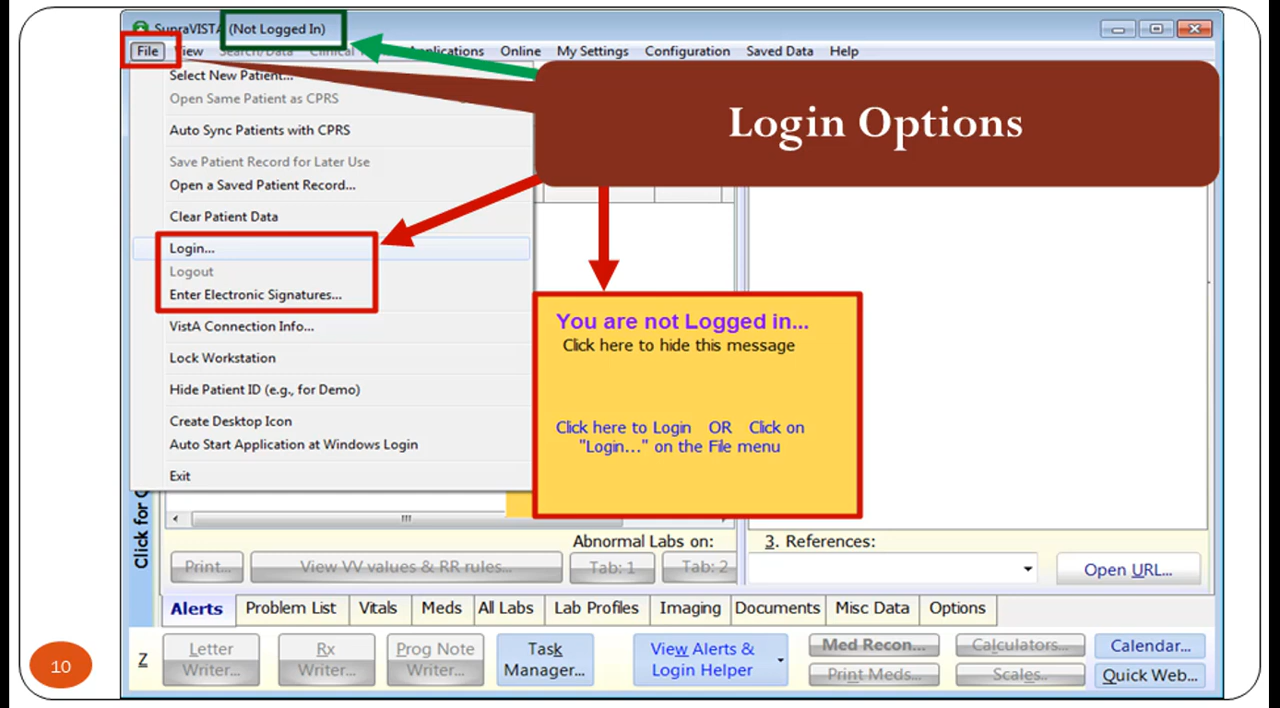 SupraVISTA (Not Logged In)
File View Search/Data Clinical Applications Online My Settings Configuration Saved Data Help
Login Options
Select New Patient...
Open Same Patient as CPRS
Auto Sync Patients with CPRS
Save Patient Record for Later Use
Open a Saved Patient Record...
Clear Patient Data
Login...
Logout
Enter Electronic Signatures...
VistA Connection Info...
Lock Workstation
Hide Patient ID (e.g., for Demo)
Create Desktop Icon
Auto Start Application at Windows Login
Exit
You are not Logged in...
Click here to hide this message
Click here to Login OR Click on
"Login..." on the File menu
Click for
Abnormal Labs on:
3. References:
Print... View VV values & RR rules... Tab: 1 Tab: 2 Open URL...
Alerts Problem List Vitals Meds All Labs Lab Profiles Imaging Documents Misc Data Options
Z
Letter Writer...
Rx Writer...
Prog Note Writer...
Task Manager...
View Alerts & Login Helper
Med Recon...
Print Meds...
Calculators...
Scales..
Calendar...
Quick Web...
10